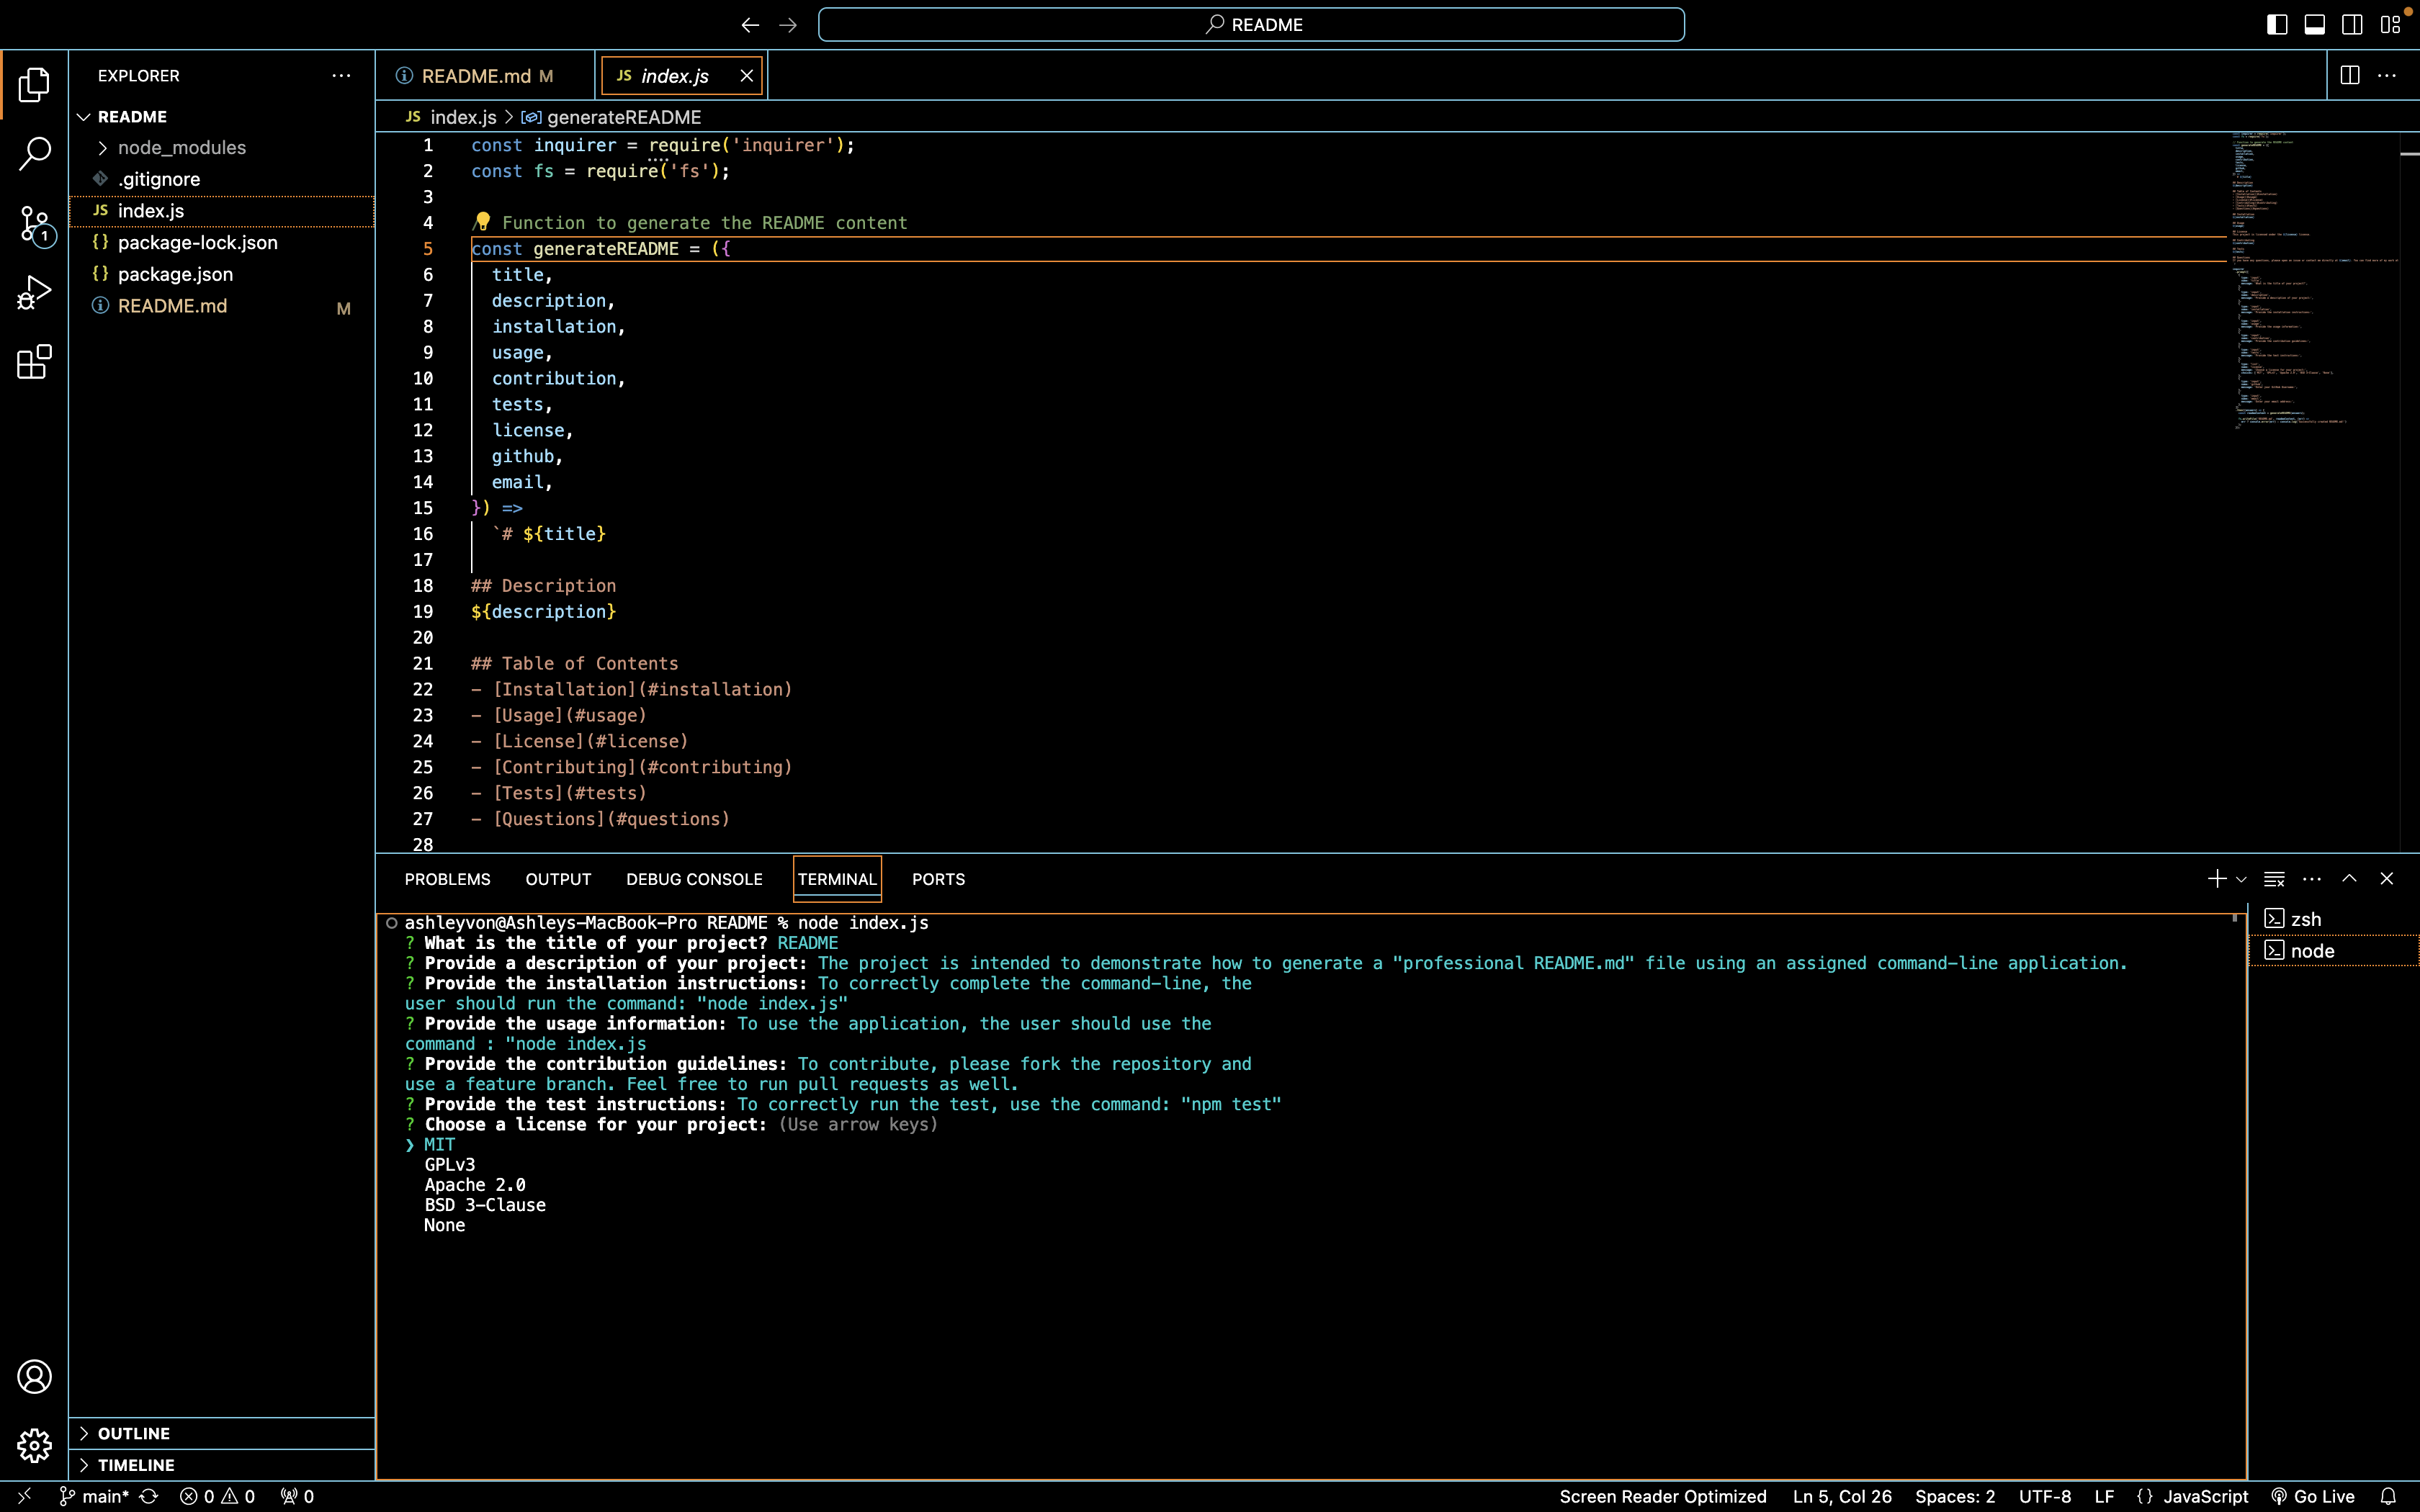 README
EXPLORER
README
node_modules
.gitignore
JS index.js
{} package-lock.json
{} package.json
README.md M
OUTLINE
TIMELINE
1
README.md M
JS index.js
JS index.js > generateREADME
1 const inquirer = require('inquirer');
2 const fs = require('fs');
3
4 / Function to generate the README content
5 const generateREADME = ({
6 title,
7 description,
8 installation,
9 usage,
10 contribution,
11 tests,
12 license,
13 github,
14 email,
15 }) =>
16 `# ${title}
17
18 ## Description
19 ${description}
20
21 ## Table of Contents
22 - [Installation](#installation)
23 - [Usage](#usage)
24 - [License](#license)
25 - [Contributing](#contributing)
26 - [Tests](#tests)
27 - [Questions](#questions)
28
PROBLEMS OUTPUT DEBUG CONSOLE TERMINAL PORTS
ashleyvon@Ashleys-MacBook-Pro README % node index.js
? What is the title of your project? README
? Provide a description of your project: The project is intended to demonstrate how to generate a "professional README.md" file using an assigned command-line application.
? Provide the installation instructions: To correctly complete the command-line, the
user should run the command: "node index.js"
? Provide the usage information: To use the application, the user should use the
command : "node index.js
? Provide the contribution guidelines: To contribute, please fork the repository and
use a feature branch. Feel free to run pull requests as well.
? Provide the test instructions: To correctly run the test, use the command: "npm test"
? Choose a license for your project: (Use arrow keys)
❯ MIT
GPLv3
Apache 2.0
BSD 3-Clause
None
zsh
node
main* 0 0 0 Screen Reader Optimized Ln 5, Col 26 Spaces: 2 UTF-8 LF {} JavaScript Go Live